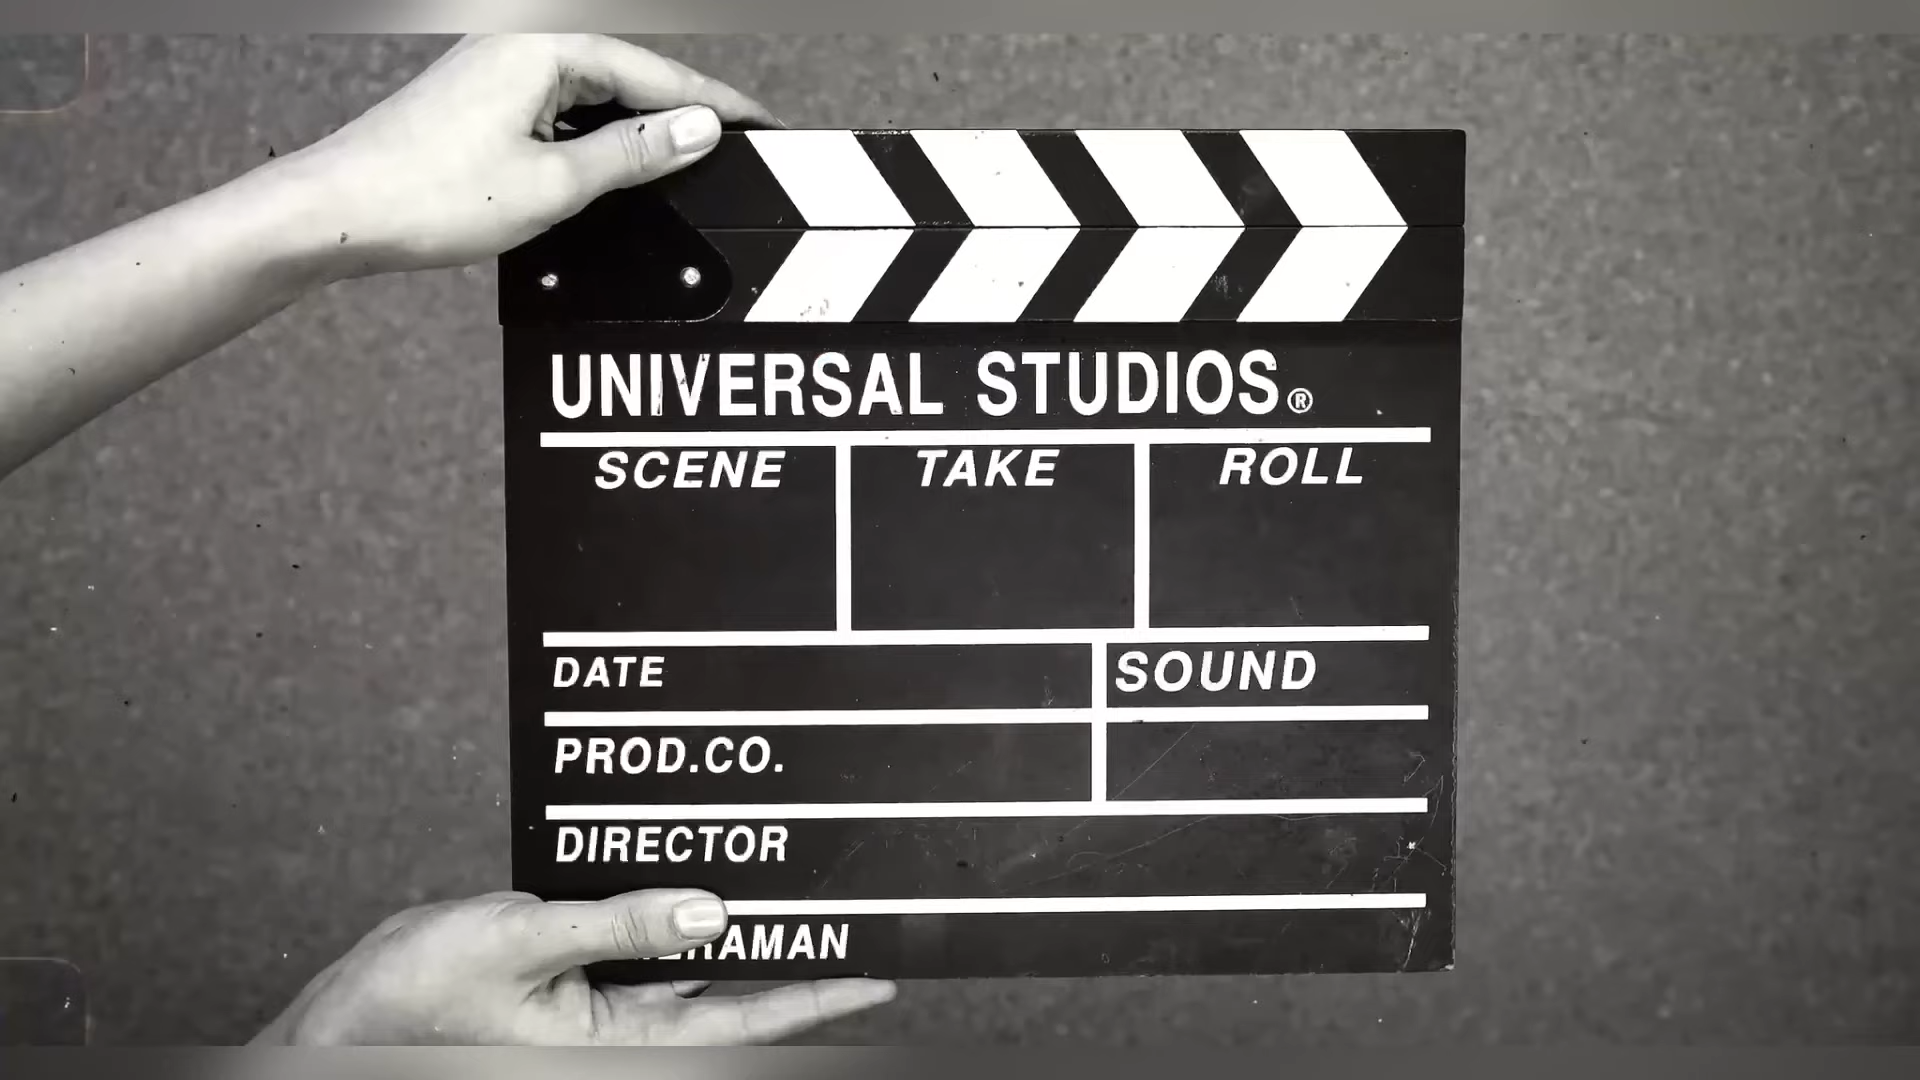 UNIVERSAL STUDIOS®
SCENE TAKE ROLL
DATE SOUND
PROD.CO.
DIRECTOR